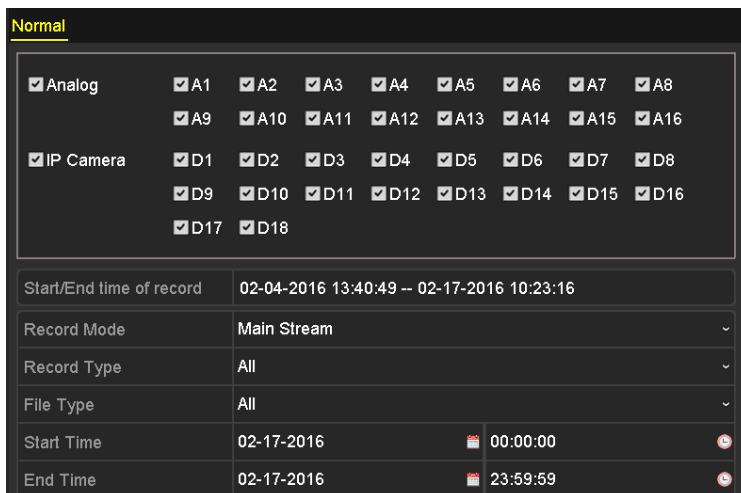 Normal
Analog A1 A2 A3 A4 A5 A6 A7 A8
A9 A10 A11 A12 A13 A14 A15 A16
IP Camera D1 D2 D3 D4 D5 D6 D7 D8
D9 D10 D11 D12 D13 D14 D15 D16
D17 D18
Start/End time of record 02-04-2016 13:40:49 -- 02-17-2016 10:23:16
Record Mode Main Stream
Record Type All
File Type All
Start Time 02-17-2016 00:00:00
End Time 02-17-2016 23:59:59